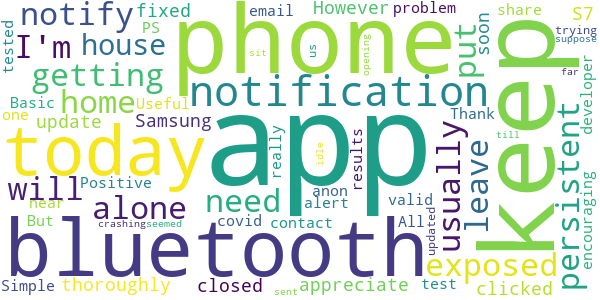 notify fixed email However problem share S7
tested PS phone us opening keep trying suppose
I'm house notification put soon
getting
Basic home Useful app far
one update Samsung really Thank developer
today idle sit results usually persistent
will Positive need anon valid leave till encouraging
near alone alert All
But covid contact updated exposed
crashing seemed bluetooth
Simple thoroughly closed appreciate test clicked
sent